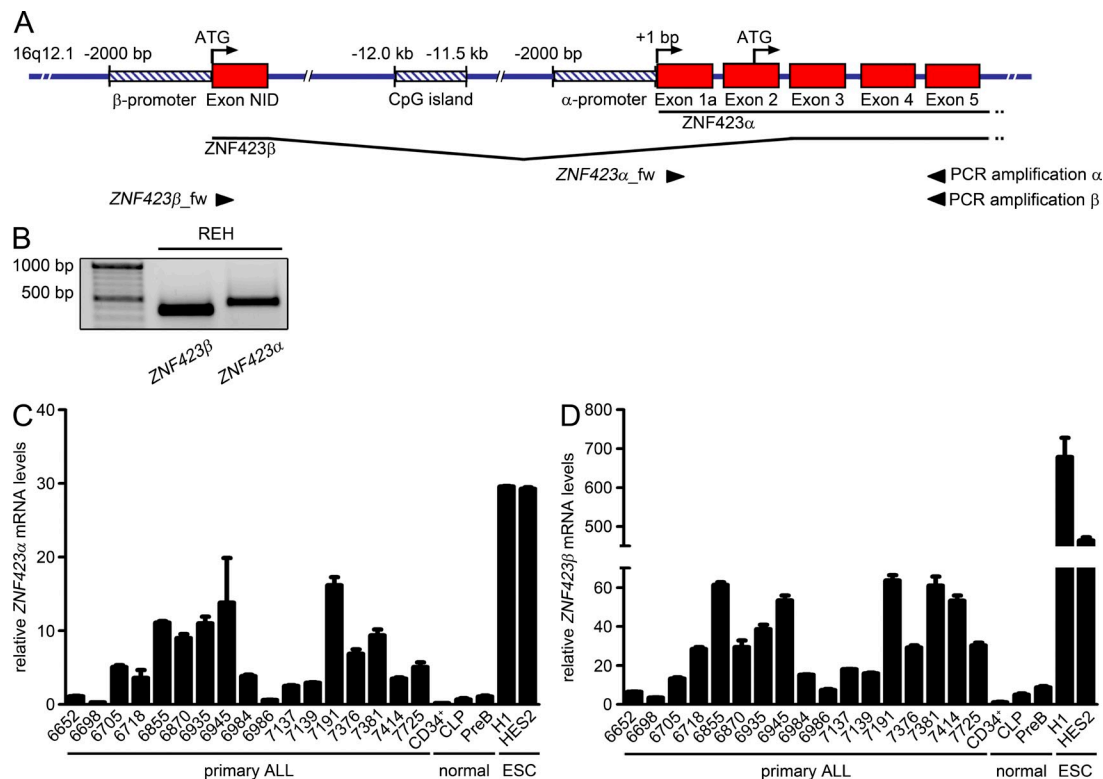 A
16q12.1 -2000 bp ATG -12.0 kb -11.5 kb -2000 bp +1 bp ATG
β-promoter Exon NID CpG island α-promoter Exon 1a Exon 2 Exon 3 Exon 4 Exon 5
ZNF423α
ZNF423β
ZNF423α_fw PCR amplification α
ZNF423β_fw PCR amplification β
B
REH
1000 bp
500 bp
ZNF423β ZNF423α
C
relative ZNF423α mRNA levels
40
30
20
10
0
6652 6698 6705 6718 6855 6870 6935 6945 6984 6986 7137 7139 7191 7376 7381 7414 7725 CD34+ CLP PreB H1 HES2
primary ALL normal ESC
D
relative ZNF423β mRNA levels
800
700
600
500
60
40
20
0
6652 6698 6705 6718 6855 6870 6935 6945 6984 6986 7137 7139 7191 7376 7381 7414 7725 CD34+ CLP PreB H1 HES2
primary ALL normal ESC